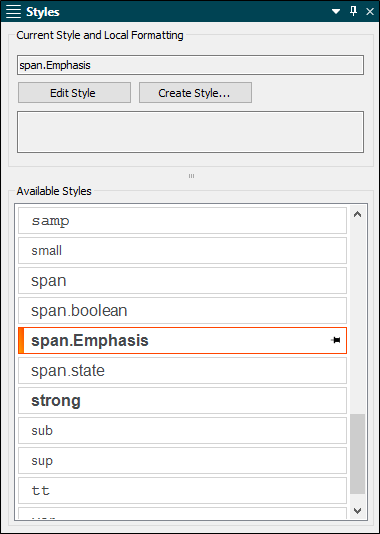 Styles
Current Style and Local Formatting
span.Emphasis
Edit Style Create Style...
Available Styles
samp
small
span
span.boolean
span.Emphasis
span.state
strong
sub
sup
tt